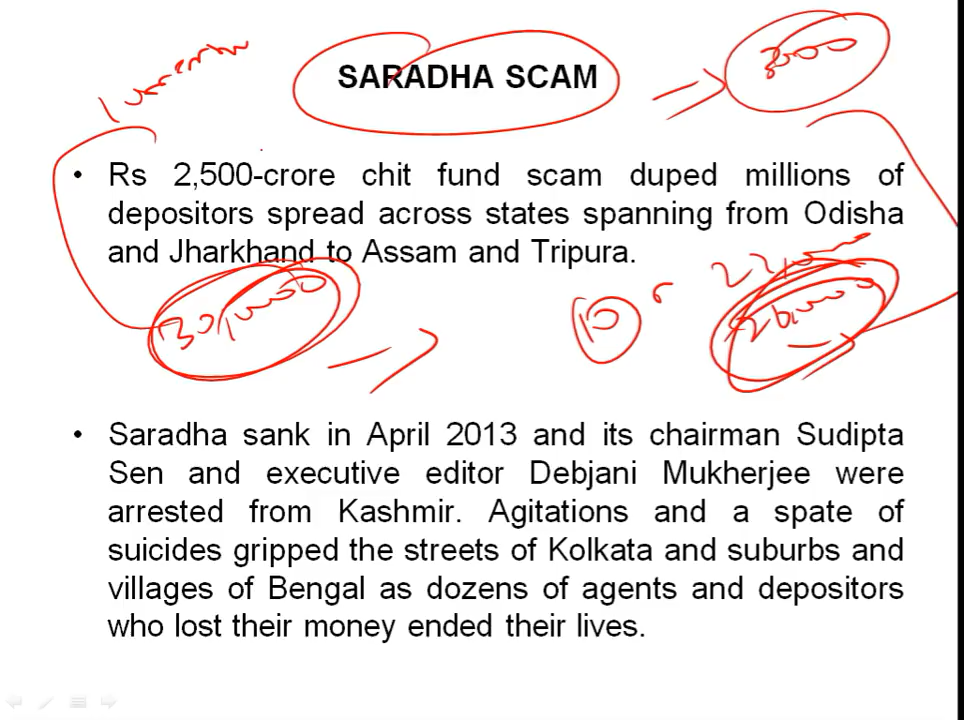 SARADHA SCAM
• Rs 2,500-crore chit fund scam duped millions of
depositors spread across states spanning from Odisha
and Jharkhand to Assam and Tripura.
10
• Saradha sank in April 2013 and its chairman Sudipta
Sen and executive editor Debjani Mukherjee were
arrested from Kashmir. Agitations and a spate of
suicides gripped the streets of Kolkata and suburbs and
villages of Bengal as dozens of agents and depositors
who lost their money ended their lives.